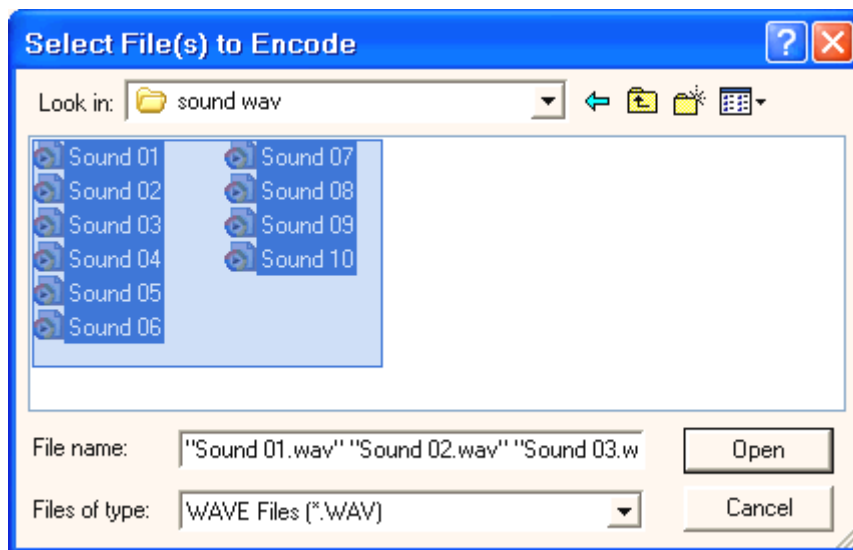 Select File(s) to Encode
Look in: sound wav
Sound 01 Sound 07
Sound 02 Sound 08
Sound 03 Sound 09
Sound 04 Sound 10
Sound 05
Sound 06
File name: "Sound 01.wav" "Sound 02.wav" "Sound 03.w Open
Files of type: WAVE Files (*.WAV) Cancel